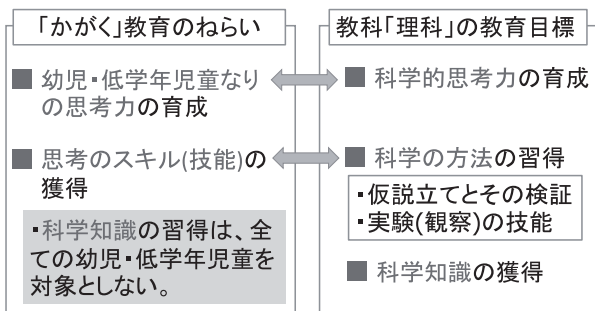 「かがく」教育のねらい
■ 幼児・低学年児童なり
の思考力の育成
■ 思考のスキル(技能)の
獲得
・科学知識の習得は、全
ての幼児・低学年児童を
対象としない。
教科「理科」の教育目標
■ 科学的思考力の育成
■ 科学の方法の習得
・仮説立てとその検証
・実験(観察)の技能
■ 科学知識の獲得